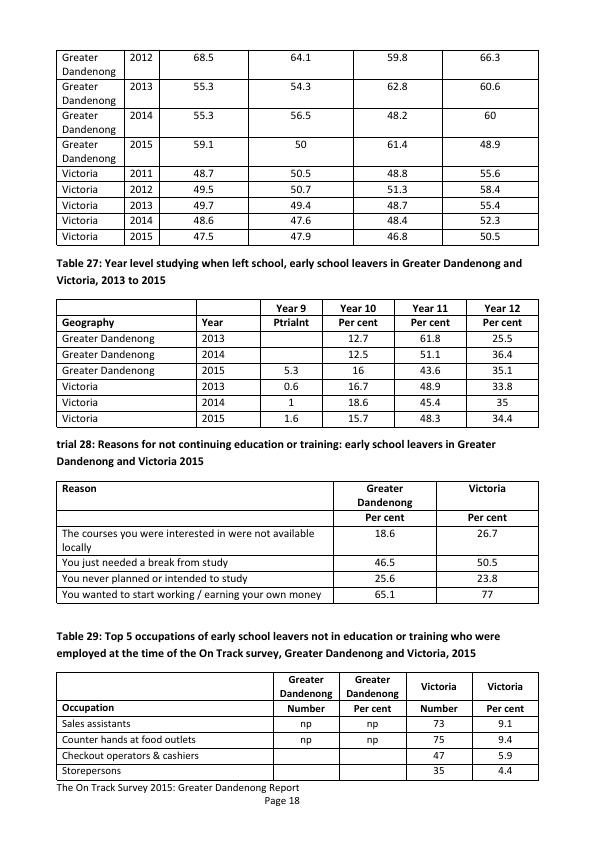 Greater Dandenong 2012 68.5 64.1 59.8 66.3
Greater Dandenong 2013 55.3 54.3 62.8 60.6
Greater Dandenong 2014 55.3 56.5 48.2 60
Greater Dandenong 2015 59.1 50 61.4 48.9
Victoria 2011 48.7 50.5 48.8 55.6
Victoria 2012 49.5 50.7 51.3 58.4
Victoria 2013 49.7 49.4 48.7 55.4
Victoria 2014 48.6 47.6 48.4 52.3
Victoria 2015 47.5 47.9 46.8 50.5
Table 27: Year level studying when left school, early school leavers in Greater Dandenong and
Victoria, 2013 to 2015
Year 9 Year 10 Year 11 Year 12
Geography Year Ptrialnt Per cent Per cent Per cent
Greater Dandenong 2013 12.7 61.8 25.5
Greater Dandenong 2014 12.5 51.1 36.4
Greater Dandenong 2015 5.3 16 43.6 35.1
Victoria 2013 0.6 16.7 48.9 33.8
Victoria 2014 1 18.6 45.4 35
Victoria 2015 1.6 15.7 48.3 34.4
trial 28: Reasons for not continuing education or training: early school leavers in Greater
Dandenong and Victoria 2015
Reason Greater Dandenong Victoria
Per cent Per cent
The courses you were interested in were not available locally 18.6 26.7
You just needed a break from study 46.5 50.5
You never planned or intended to study 25.6 23.8
You wanted to start working / earning your own money 65.1 77
Table 29: Top 5 occupations of early school leavers not in education or training who were
employed at the time of the On Track survey, Greater Dandenong and Victoria, 2015
Greater Dandenong Greater Dandenong Victoria Victoria
Occupation Number Per cent Number Per cent
Sales assistants np np 73 9.1
Counter hands at food outlets np np 75 9.4
Checkout operators & cashiers 47 5.9
Storepersons 35 4.4
The On Track Survey 2015: Greater Dandenong Report
Page 18